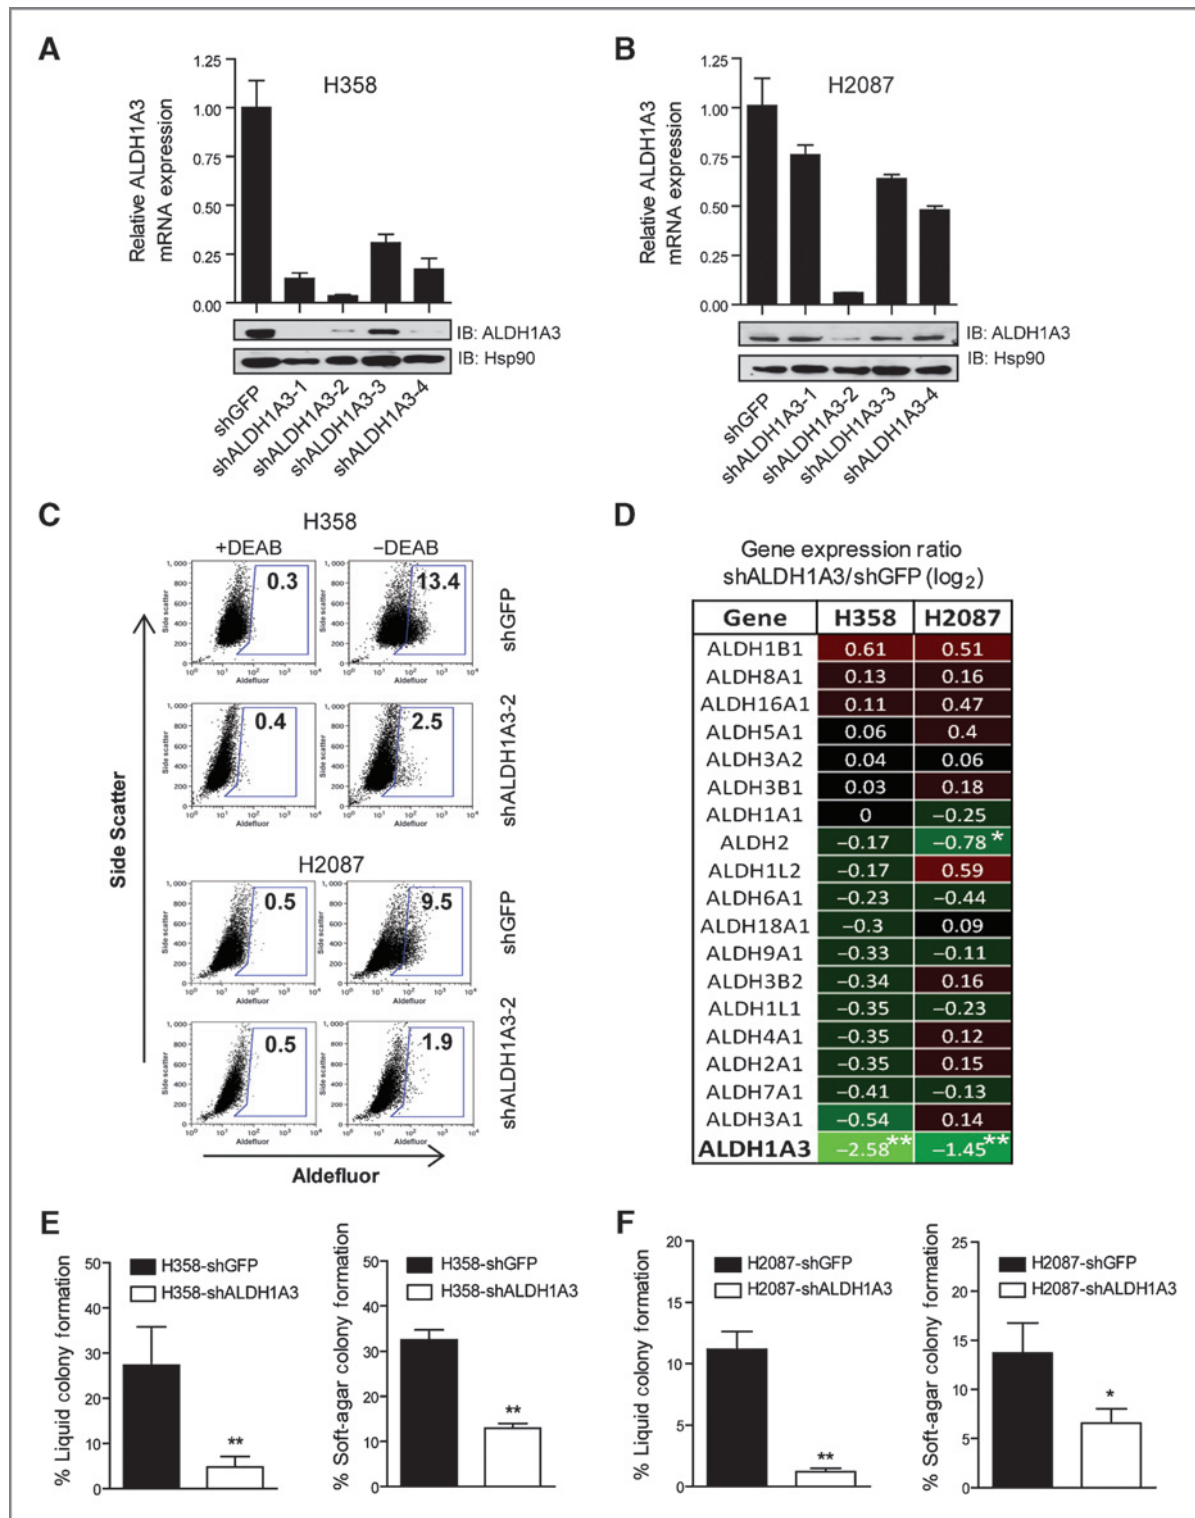 A
H358
Relative ALDH1A3
mRNA expression
1.25
1.00
0.75
0.50
0.25
0.00
IB: ALDH1A3
IB: Hsp90
shGFP
shALDH1A3-1
shALDH1A3-2
shALDH1A3-3
shALDH1A3-4
B
H2087
Relative ALDH1A3
mRNA expression
1.25
1.00
0.75
0.50
0.25
0.00
IB: ALDH1A3
IB: Hsp90
shGFP
shALDH1A3-1
shALDH1A3-2
shALDH1A3-3
shALDH1A3-4
C
H358
+DEAB
−DEAB
0.3
13.4
shGFP
0.4
2.5
shALDH1A3-2
H2087
0.5
9.5
shGFP
0.5
1.9
shALDH1A3-2
Side Scatter
Aldefluor
D
Gene expression ratio
shALDH1A3/shGFP (log2)
Gene H358 H2087
ALDH1B1 0.61 0.51
ALDH8A1 0.13 0.16
ALDH16A1 0.11 0.47
ALDH5A1 0.06 0.4
ALDH3A2 0.04 0.06
ALDH3B1 0.03 0.18
ALDH1A1 0 −0.25
ALDH2 −0.17 −0.78 *
ALDH1L2 −0.17 0.59
ALDH6A1 −0.23 −0.44
ALDH18A1 −0.3 0.09
ALDH9A1 −0.33 −0.11
ALDH3B2 −0.34 0.16
ALDH1L1 −0.35 −0.23
ALDH4A1 −0.35 0.12
ALDH2A1 −0.35 0.15
ALDH7A1 −0.41 −0.13
ALDH3A1 −0.54 0.14
ALDH1A3 −2.58** −1.45**
E
% Liquid colony formation
50
40
30
20
10
0
H358-shGFP
H358-shALDH1A3
**
% Soft-agar colony formation
50
40
30
20
10
0
H358-shGFP
H358-shALDH1A3
**
F
% Liquid colony formation
20
15
10
5
0
H2087-shGFP
H2087-shALDH1A3
**
% Soft-agar colony formation
25
20
15
10
5
0
H2087-shGFP
H2087-shALDH1A3
*